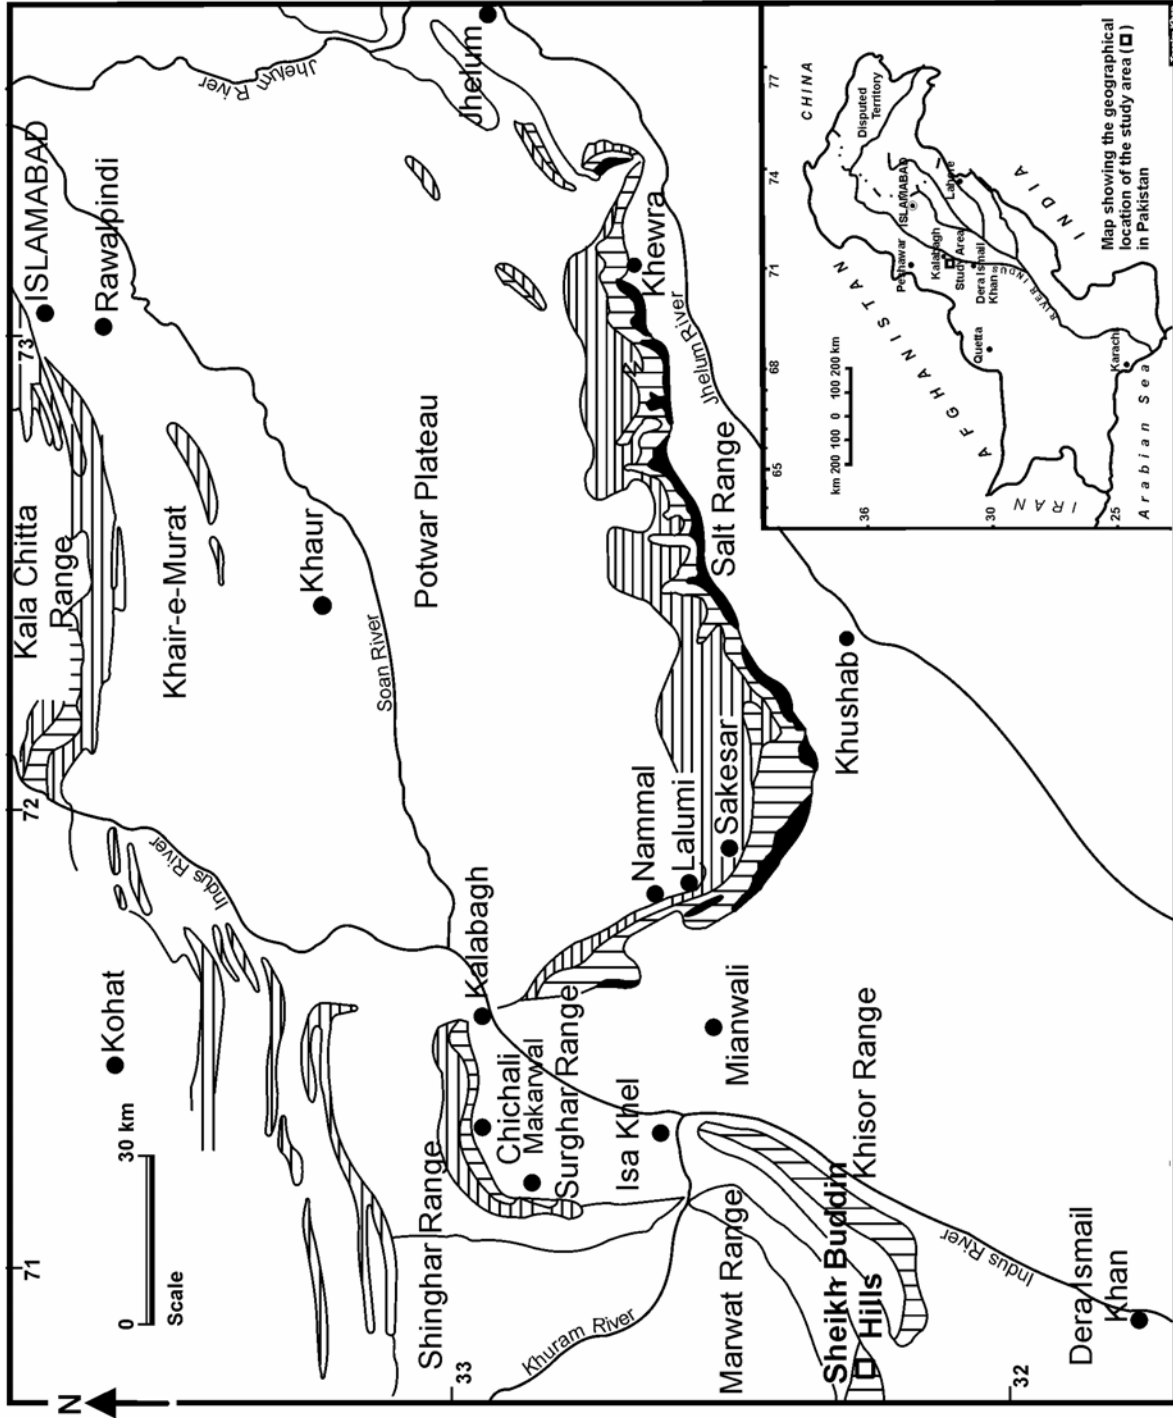 N
71
72
73
0 30 km
Scale
Kohat
Kala Chitta
Range
ISLAMABAD
Rawalpindi
Jhelum River
Jhelum
Indus River
Khair-e-Murat
Khaur
Soan River
Potwar Plateau
33
Shinghar Range
Kalabagh
Chichali
Makarwal
Surghar Range
Isa Khel
Khuram River
Marwat Range
Nammal
Lalumi
Sakesar
Salt Range
Khewra
Jhelum River
Mianwali
Khushab
Sheikh Buddin
Hills
Khisor Range
Indus River
32
Dera Ismail
Khan
65
68
71
74
77
36
30
25
km 200 100 0 100 200 km
CHINA
Disputed
Territory
AFGHANISTAN
Peshawar
ISLAMABAD
Kalabagh
Study Area
Dera Ismail
Khan
Lahore
Quetta
RIVER INDU
INDIA
IRAN
Karachi
Arabian Sea
Map showing the geographical
location of the study area ( )
in Pakistan